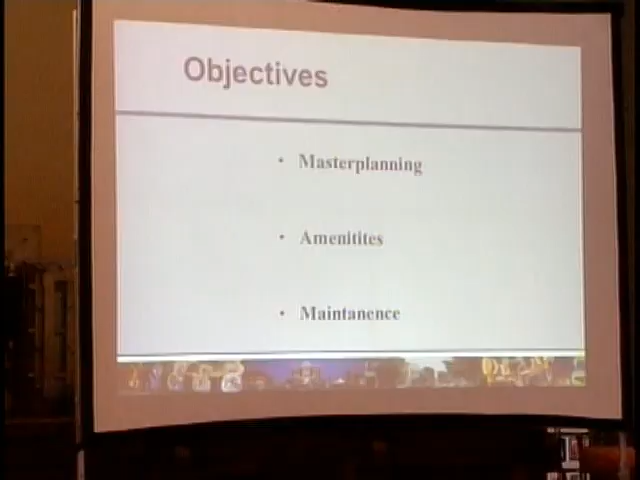 Objectives
• Masterplanning
• Amenitites
• Maintanence